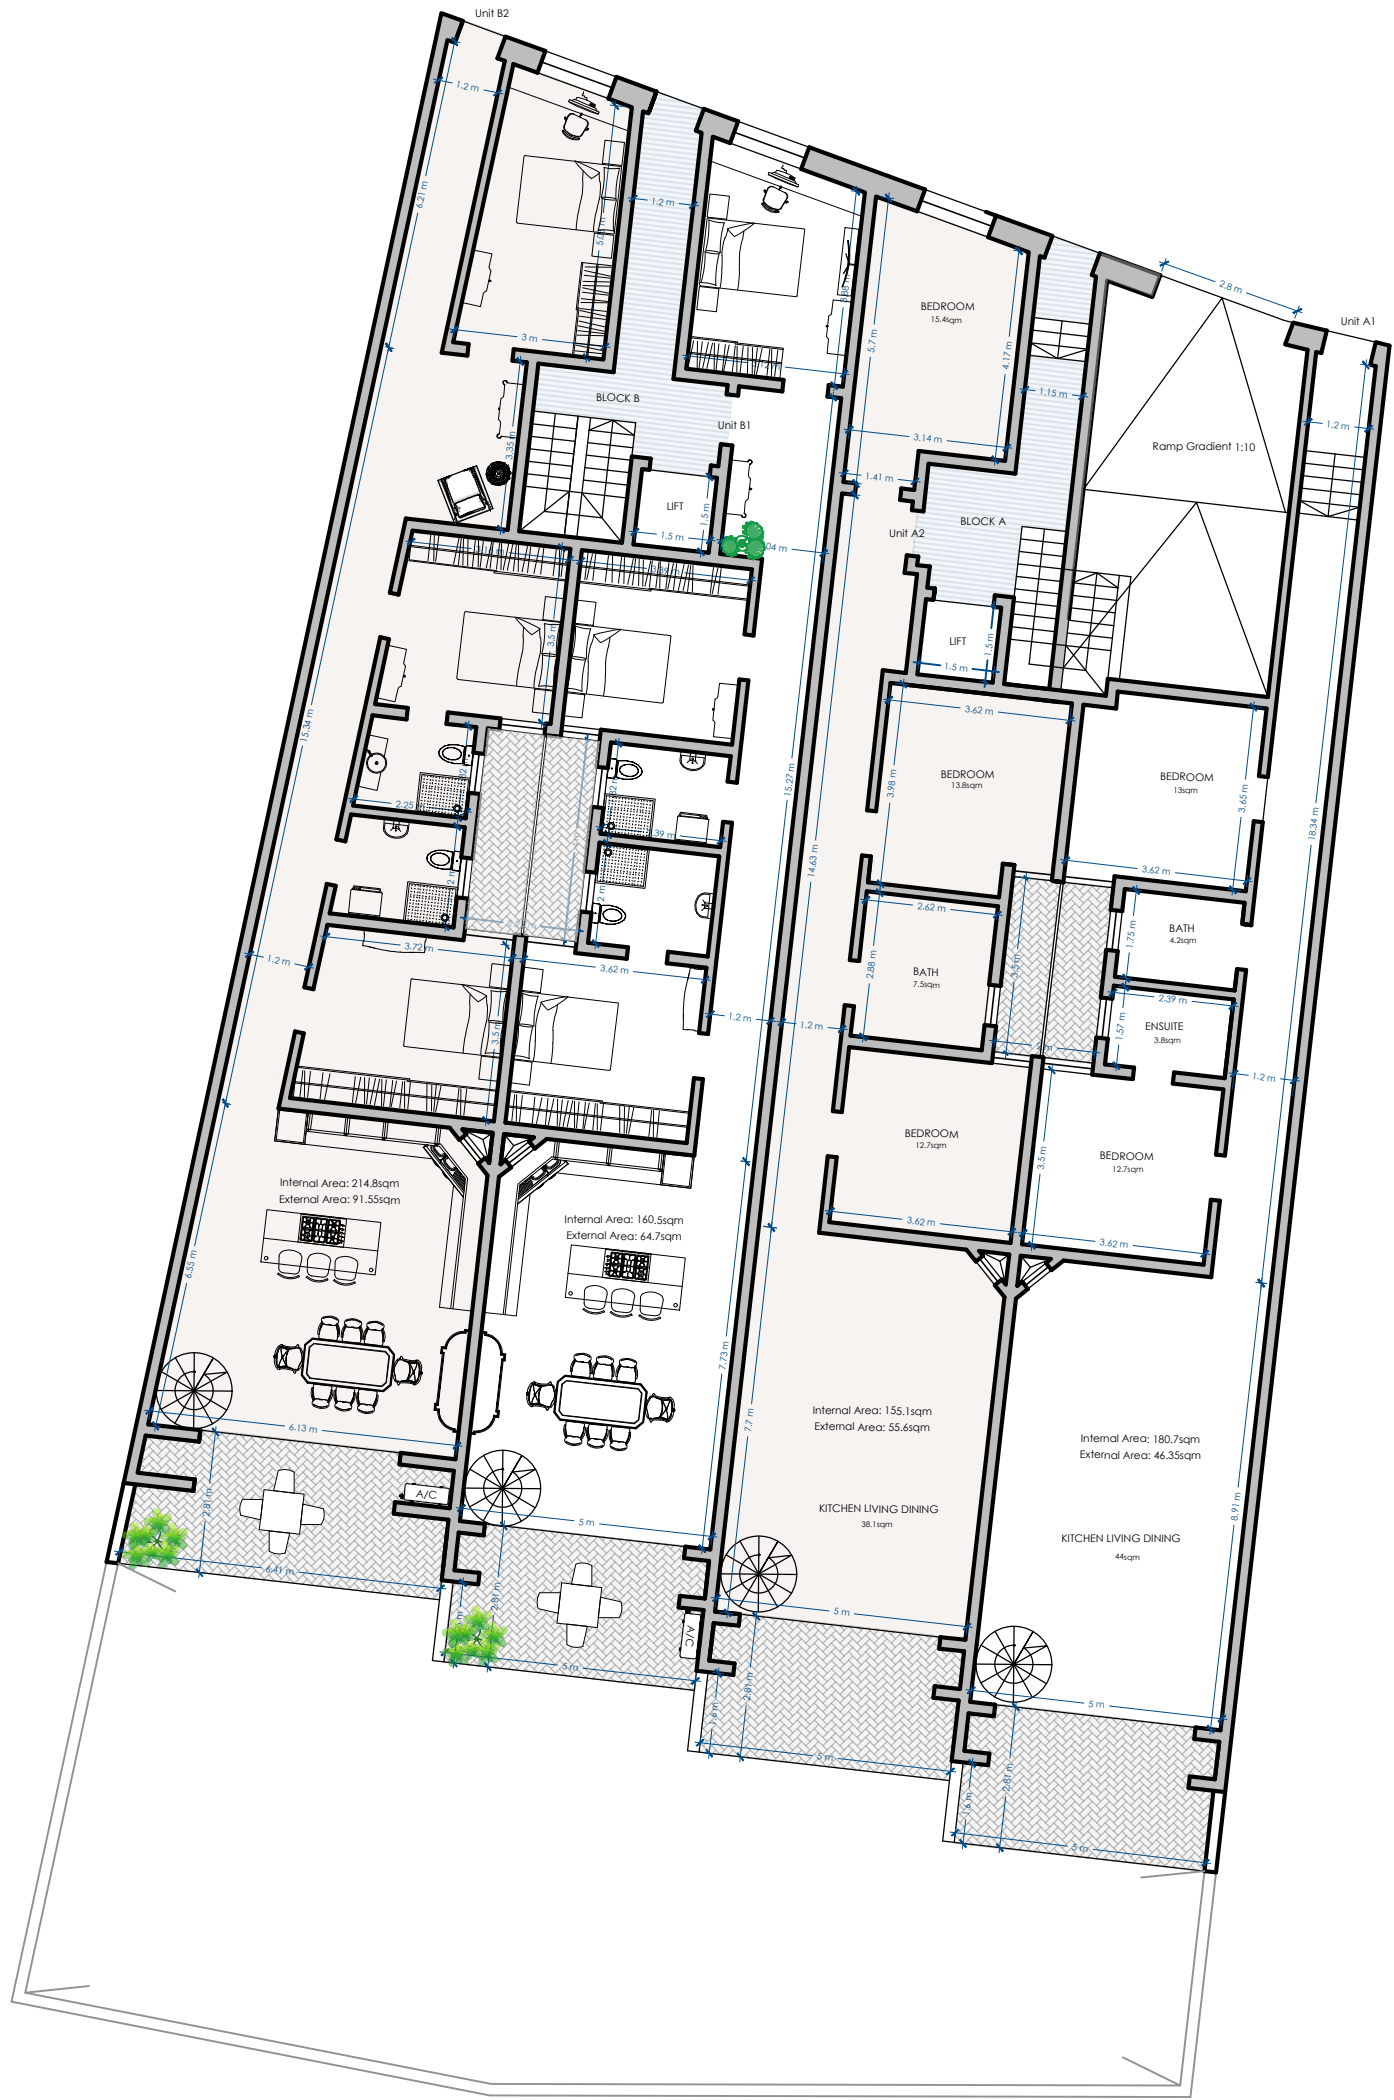 Unit B2
1.2 m
6.21 m
3 m
1.2 m
3.35 m
BLOCK B
Unit B1
LIFT
1.5 m
1.5 m
BEDROOM
15.4sqm
5.7 m
4.17 m
3.14 m
1.41 m
1.15 m
2.8 m
Unit A1
1.2 m
Ramp Gradient 1:10
BLOCK A
Unit A2
LIFT
1.5 m
1.5 m
3.5 m
15.34 m
15.27 m
14.63 m
18.34 m
3.62 m
BEDROOM
13.8sqm
3.98 m
BEDROOM
13sqm
3.65 m
3.62 m
2.62 m
BATH
7.5sqm
2.88 m
3.5 m
BATH
4.2sqm
1.75 m
2.39 m
ENSUITE
3.8sqm
1.57 m
1.2 m
3.72 m
3.62 m
1.2 m
1.2 m
1.2 m
3.5 m
BEDROOM
12.7sqm
3.62 m
BEDROOM
12.7sqm
3.5 m
3.62 m
Internal Area: 214.8sqm
External Area: 91.55sqm
Internal Area: 160.5sqm
External Area: 64.7sqm
6.55 m
7.73 m
7.7 m
8.91 m
Internal Area: 155.1sqm
External Area: 55.6sqm
Internal Area: 180.7sqm
External Area: 46.35sqm
KITCHEN LIVING DINING
38.1sqm
KITCHEN LIVING DINING
44sqm
6.13 m
A/C
2.81 m
6.41 m
5 m
2.81 m
A/C
5 m
5 m
1.6 m
2.81 m
5 m
5 m
1.6 m
2.81 m
5 m